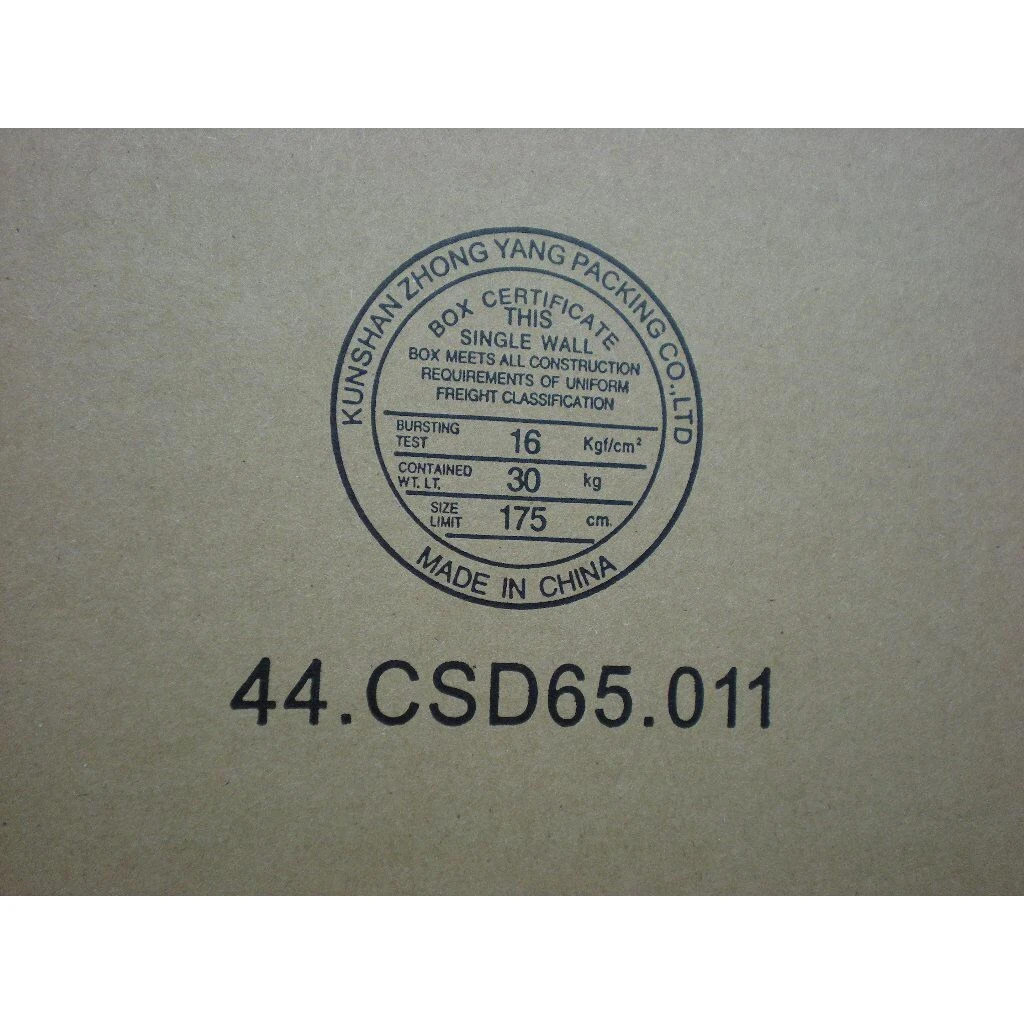 KUNSHAN ZHONG YANG PACKING CO.,LTD
BOX CERTIFICATE
THIS
SINGLE WALL
BOX MEETS ALL CONSTRUCTION
REQUIREMENTS OF UNIFORM
FREIGHT CLASSIFICATION
BURSTING
TEST 16 Kgf/cm²
CONTAINED
WT. LT. 30 kg
SIZE
LIMIT 175 cm.
MADE IN CHINA
44.CSD65.011